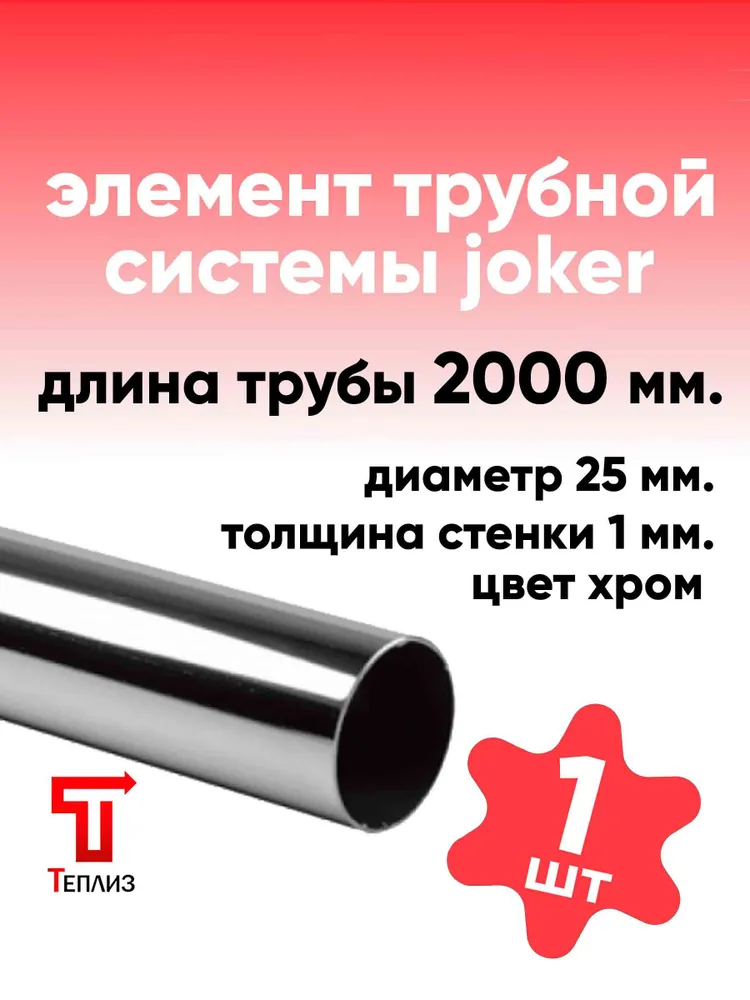 элемент трубной
системы joker
длина трубы 2000 мм.
диаметр 25 мм.
толщина стенки 1 мм.
цвет хром
1
шт
Т
Теплиз